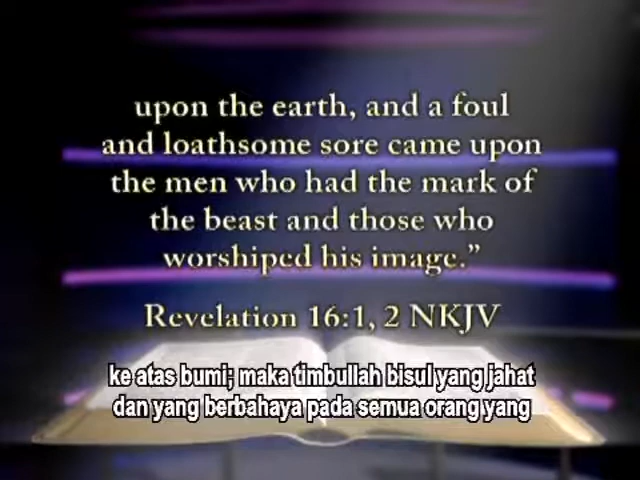 upon the earth, and a foul
and loathsome sore came upon
the men who had the mark of
the beast and those who
worshiped his image.”
Revelation 16:1, 2 NKJV
ke atas bumi; maka timbullah bisul yang jahat
dan yang berbahaya pada semua orang yang